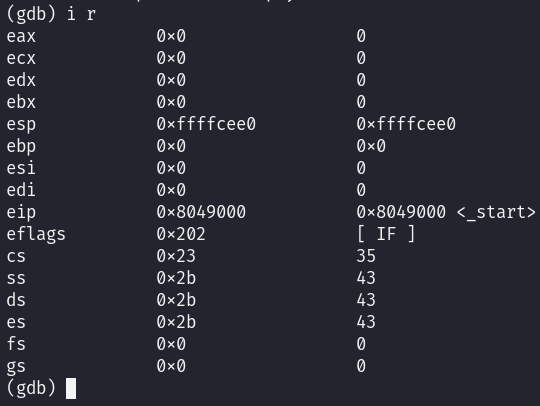 (gdb) i r
eax 0x0 0
ecx 0x0 0
edx 0x0 0
ebx 0x0 0
esp 0xffffcee0 0xffffcee0
ebp 0x0 0x0
esi 0x0 0
edi 0x0 0
eip 0x8049000 0x8049000 <_start>
eflags 0x202 [ IF ]
cs 0x23 35
ss 0x2b 43
ds 0x2b 43
es 0x2b 43
fs 0x0 0
gs 0x0 0
(gdb)